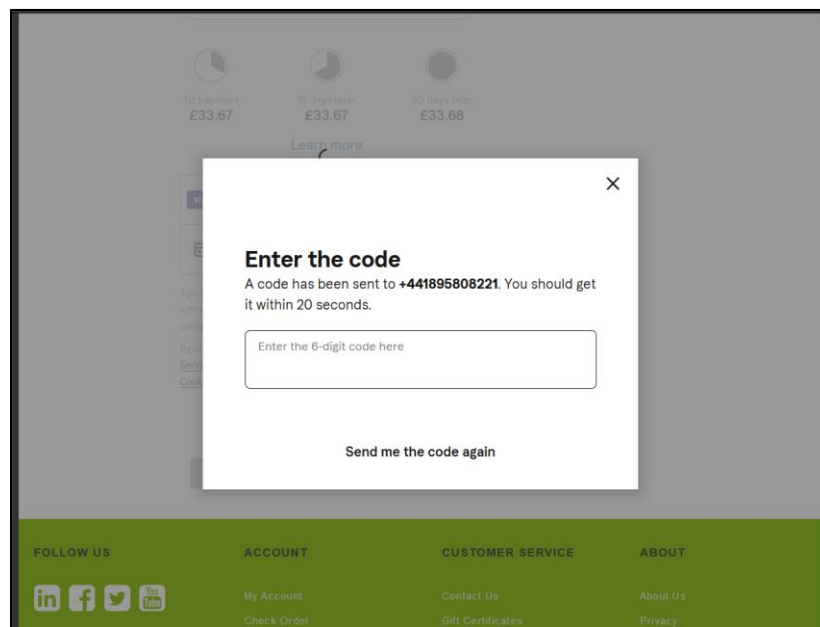 1st payment 15 days later 30 days later
£33.67 £33.67 £33.68
Learn more
Enter the code
A code has been sent to +441895808221. You should get
it within 20 seconds.
Enter the 6-digit code here
Send me the code again
FOLLOW US ACCOUNT CUSTOMER SERVICE ABOUT
in f You Tube My Account Contact Us About Us
Check Order Gift Certificates Privacy